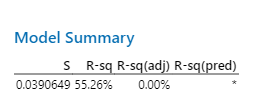 Model Summary
S R-sq R-sq(adj) R-sq(pred)
0.0390649 55.26% 0.00% *